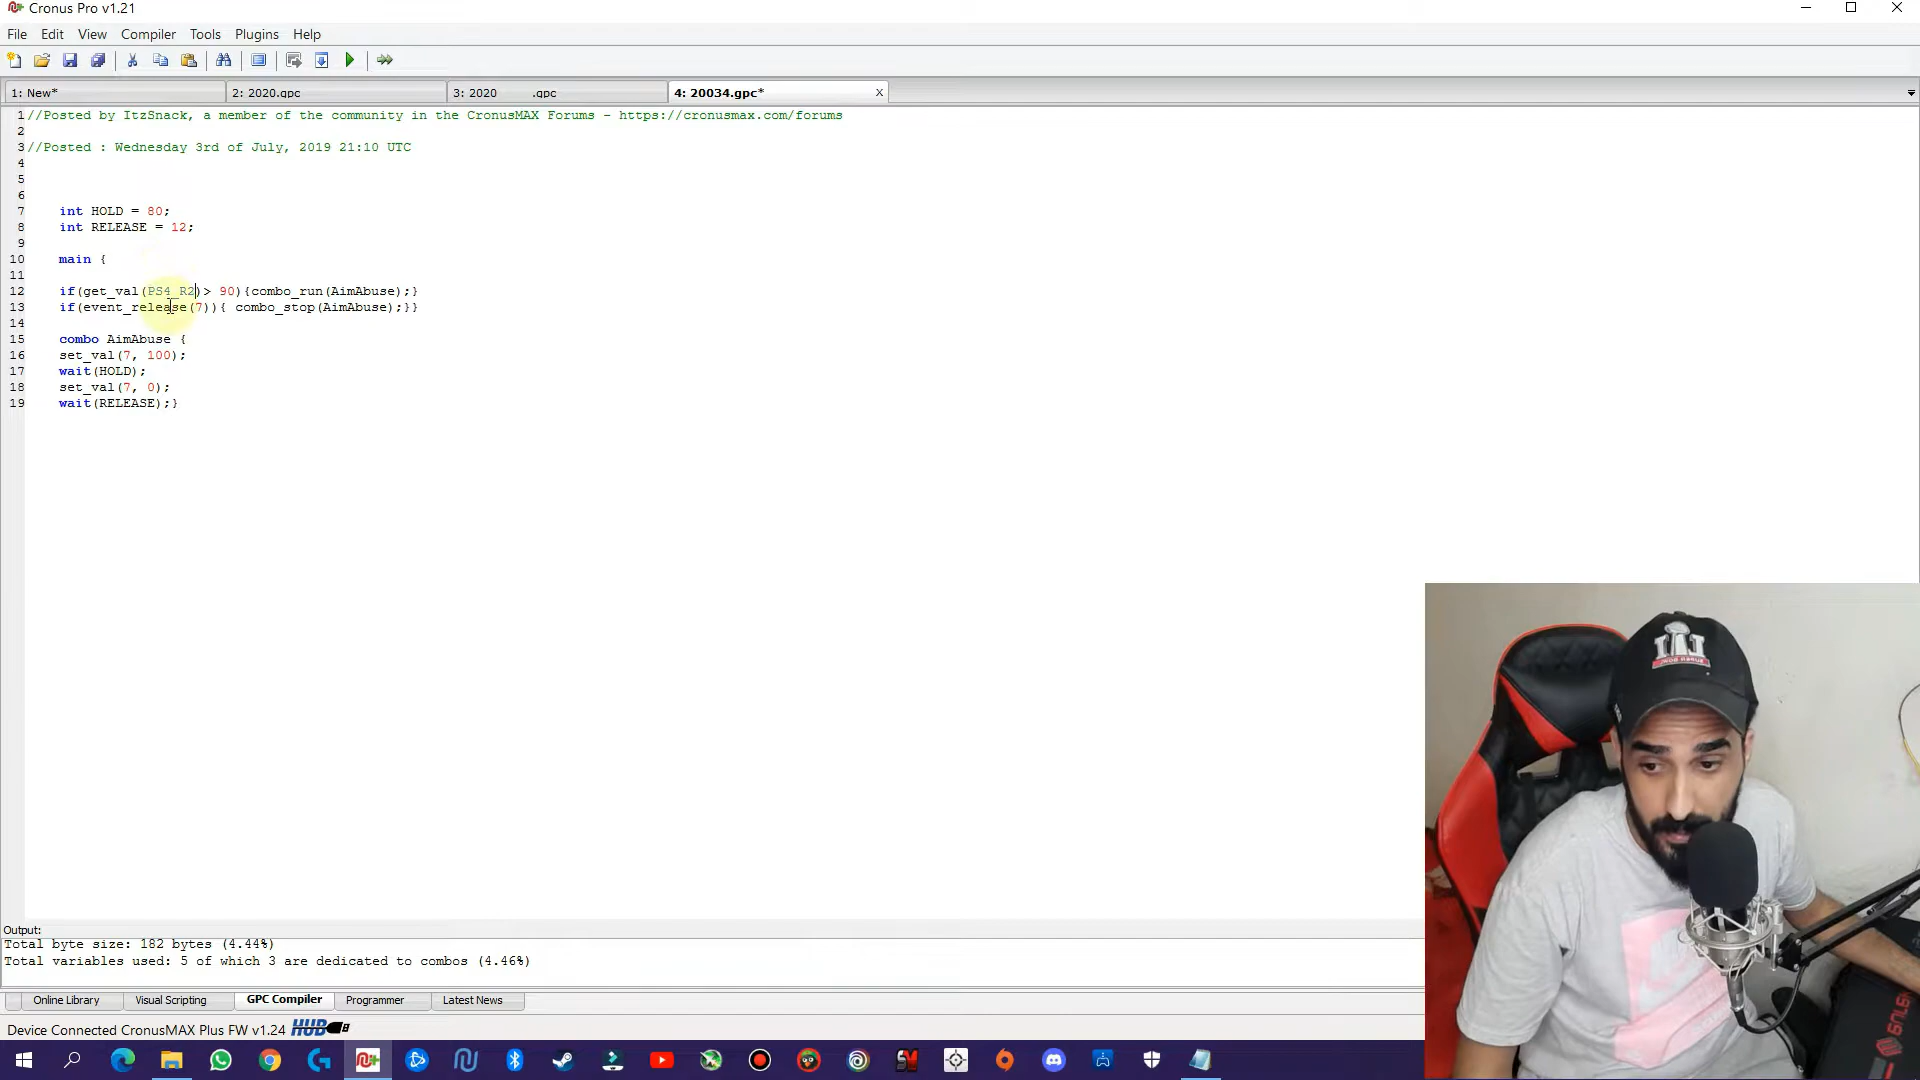 Cronus Pro v1.21
File Edit View Compiler Tools Plugins Help
1: New* 2: 2020.gpc 3: 2020 .gpc 4: 20034.gpc* X
1 //Posted by ItzSnack, a member of the community in the CronusMAX Forums - https://cronusmax.com/forums
2
3 //Posted : Wednesday 3rd of July, 2019 21:10 UTC
4
5
6
7 int HOLD = 80;
8 int RELEASE = 12;
9
10 main {
11
12 if(get_val(PS4_R2)> 90){combo_run(AimAbuse);}
13 if(event_release(7)){ combo_stop(AimAbuse);}}
14
15 combo AimAbuse {
16 set_val(7, 100);
17 wait(HOLD);
18 set_val(7, 0);
19 wait(RELEASE);}
Output:
Total byte size: 182 bytes (4.44%)
Total variables used: 5 of which 3 are dedicated to combos (4.46%)
Online Library Visual Scripting GPC Compiler Programmer Latest News
Device Connected CronusMAX Plus FW v1.24 HUB